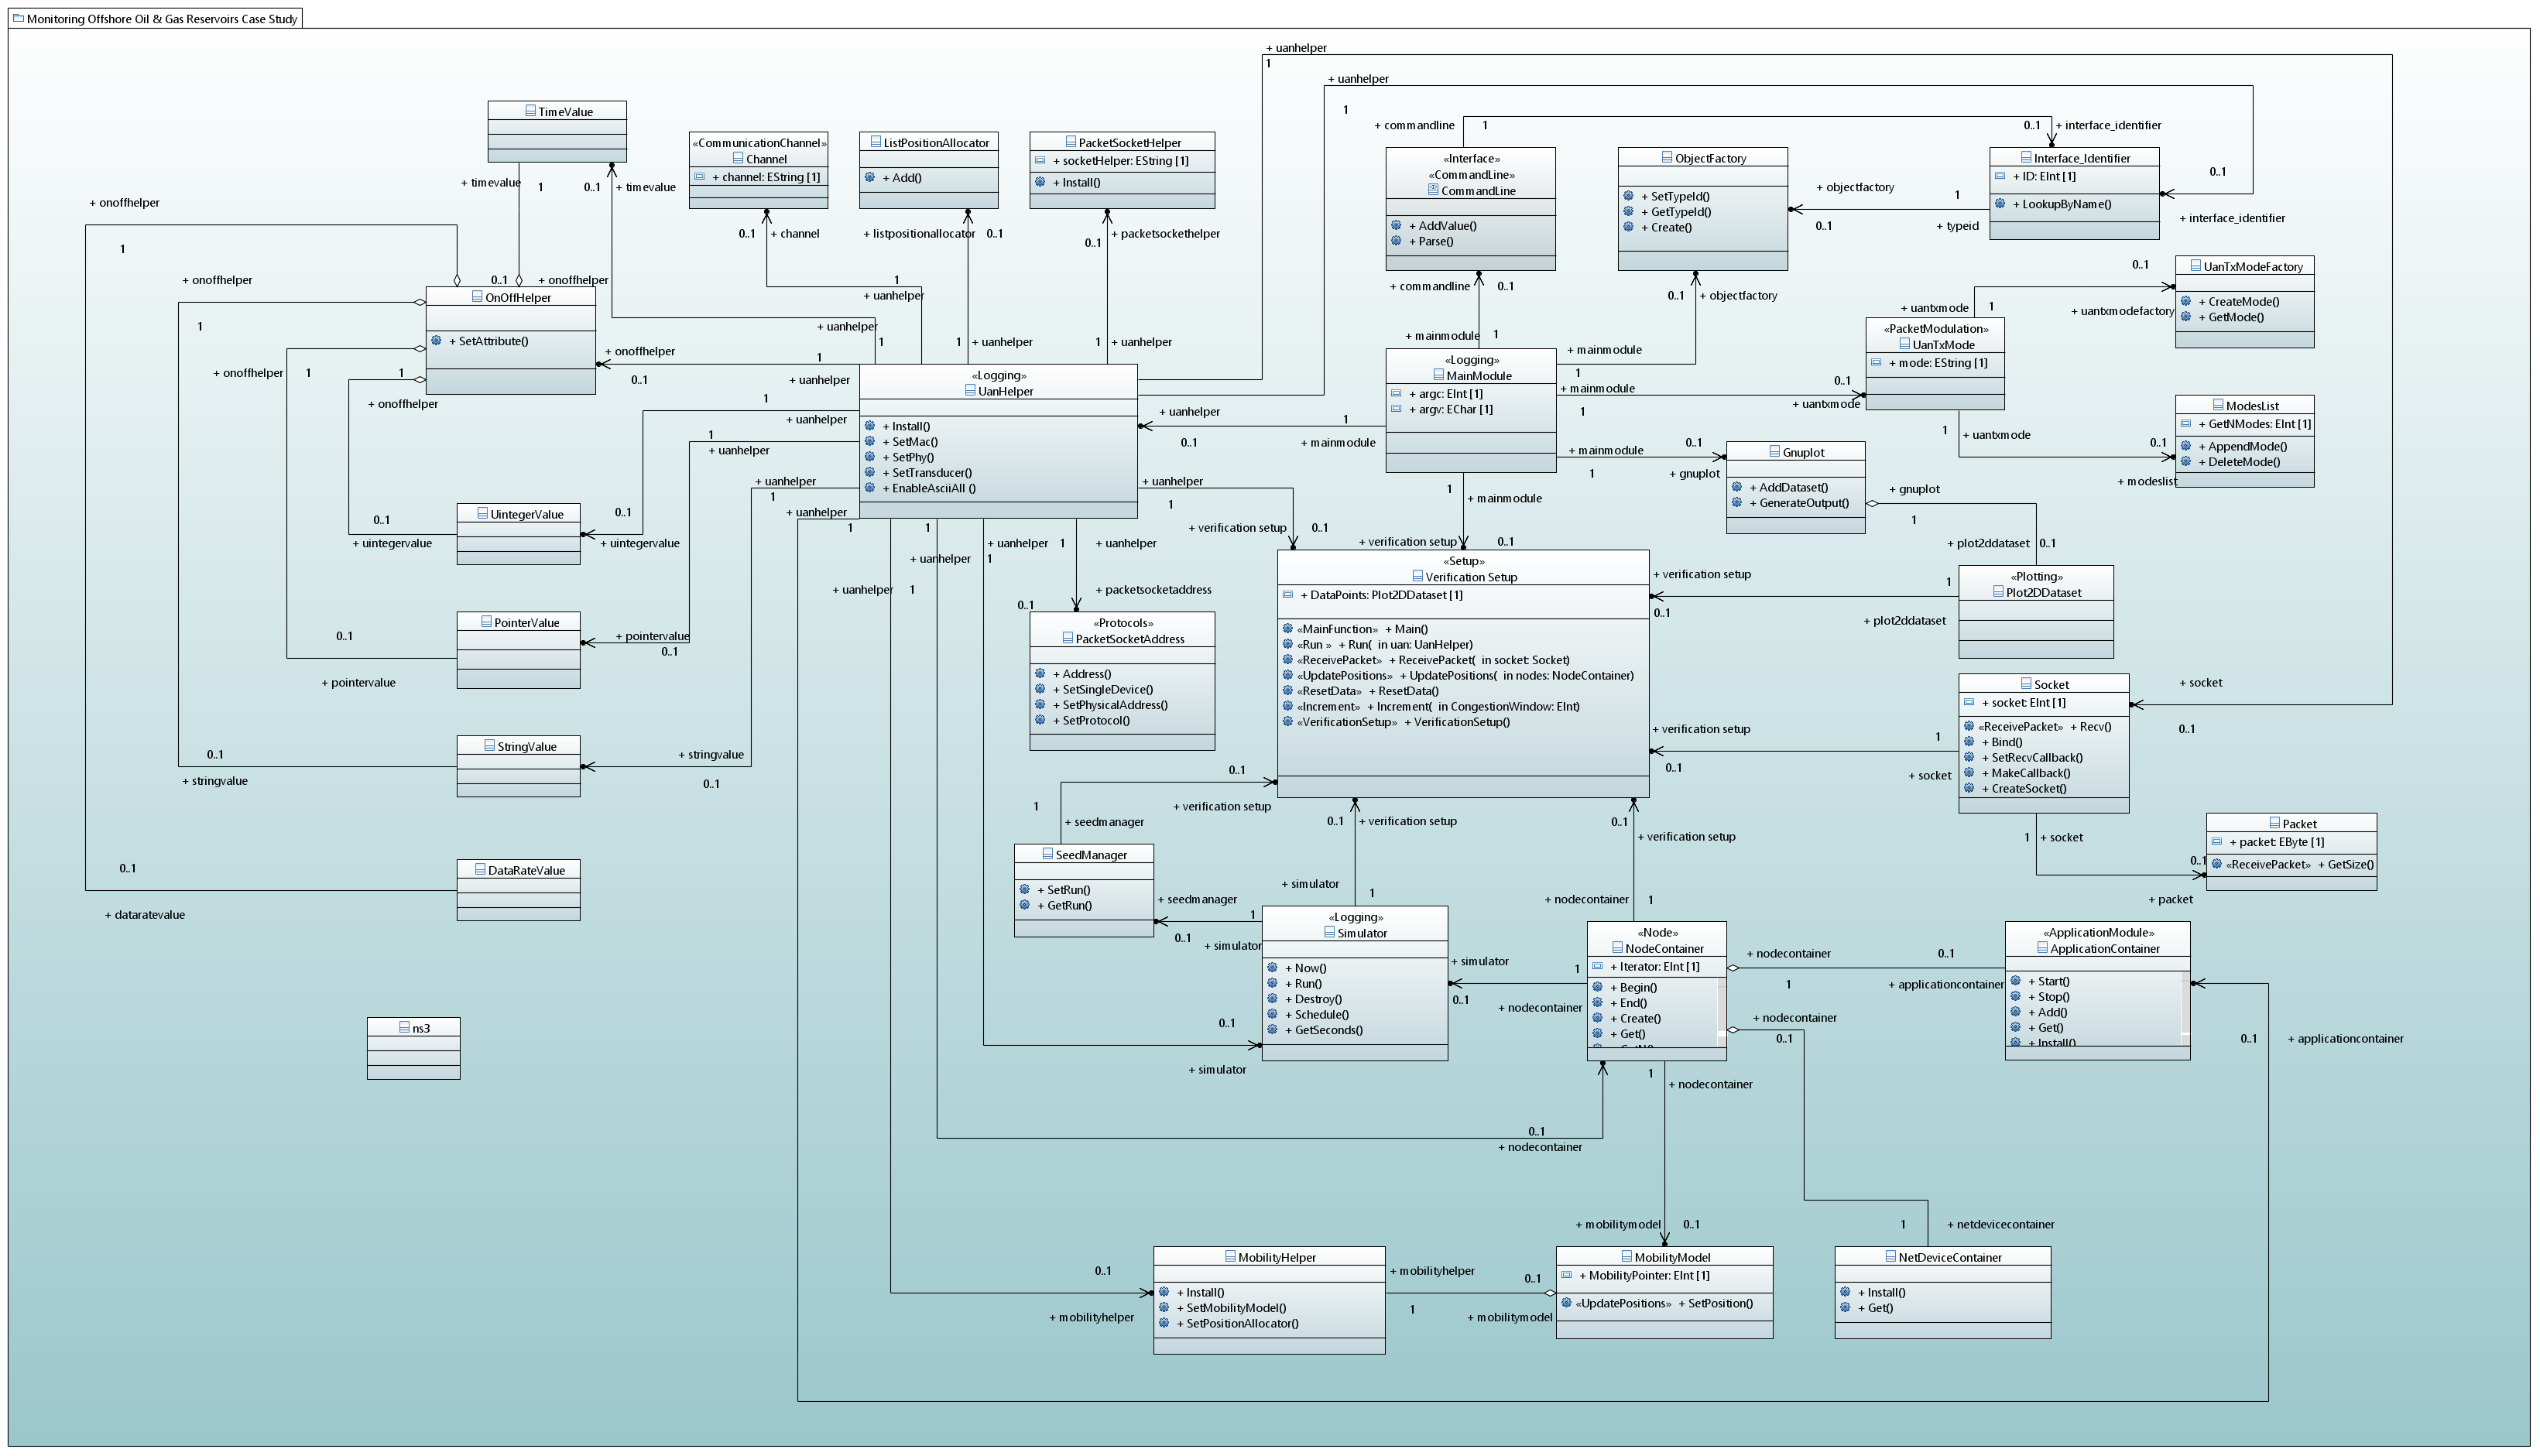 Monitoring Offshore Oil & Gas Reservoirs Case Study
+ uanhelper
1
+ uanhelper
1
TimeValue
+ timevalue
1
0..1
+ timevalue
«CommunicationChannel»
Channel
+ channel: EString [1]
0..1
+ channel
ListPositionAllocator
+ Add()
+ listpositionallocator
0..1
PacketSocketHelper
+ socketHelper: EString [1]
+ Install()
0..1
+ packetsockethelper
+ commandline
1
0..1
+ interface_identifier
«Interface»
«CommandLine»
CommandLine
+ AddValue()
+ Parse()
+ commandline
0..1
ObjectFactory
+ SetTypeId()
+ GetTypeId()
+ Create()
0..1
+ objectfactory
Interface_Identifier
+ ID: EInt [1]
+ LookupByName()
0..1
+ interface_identifier
+ objectfactory
0..1
1
+ typeid
+ onoffhelper
1
+ onoffhelper
1
0..1
+ onoffhelper
OnOffHelper
+ SetAttribute()
+ onoffhelper
1
1
+ onoffhelper
+ onoffhelper
0..1
1
+ uanhelper
+ uanhelper
1
1
+ uanhelper
1
+ uanhelper
1
+ uanhelper
«Logging»
UanHelper
+ Install()
+ SetMac()
+ SetPhy()
+ SetTransducer()
+ EnableAsciiAll ()
1
+ uanhelper
1
+ uanhelper
1
+ uanhelper
+ uanhelper
1
+ uanhelper
1
+ mainmodule
1
«Logging»
MainModule
+ argc: EInt [1]
+ argv: EChar [1]
+ mainmodule
1
+ mainmodule
1
+ uanhelper
0..1
1
+ mainmodule
+ mainmodule
1
1
+ mainmodule
0..1
+ uantxmode
«PacketModulation»
UanTxMode
+ mode: EString [1]
+ uantxmode
1
0..1
+ uantxmodefactory
UanTxModeFactory
+ CreateMode()
+ GetMode()
1
+ uantxmode
0..1
+ modeslist
ModesList
+ GetNModes: EInt [1]
+ AppendMode()
+ DeleteMode()
0..1
+ gnuplot
Gnuplot
+ AddDataset()
+ GenerateOutput()
+ gnuplot
1
+ plot2ddataset
0..1
«Plotting»
Plot2DDataset
1
+ plot2ddataset
+ verification setup
0..1
UintegerValue
0..1
+ uintegervalue
0..1
+ uintegervalue
PointerValue
0..1
+ pointervalue
+ pointervalue
0..1
StringValue
0..1
+ stringvalue
+ stringvalue
0..1
DataRateValue
0..1
+ dataratevalue
ns3
+ uanhelper
1
+ verification setup
0..1
+ verification setup
0..1
+ uanhelper
1
1
+ uanhelper
+ uanhelper
1
1
+ uanhelper
+ packetsocketaddress
0..1
«Protocols»
PacketSocketAddress
+ Address()
+ SetSingleDevice()
+ SetPhysicalAddress()
+ SetProtocol()
«Setup»
Verification Setup
+ DataPoints: Plot2DDataset [1]
«MainFunction» + Main()
«Run » + Run( in uan: UanHelper)
«ReceivePacket» + ReceivePacket( in socket: Socket)
«UpdatePositions» + UpdatePositions( in nodes: NodeContainer)
«ResetData» + ResetData()
«Increment» + Increment( in CongestionWindow: EInt)
«VerificationSetup» + VerificationSetup()
Socket
+ socket: EInt [1]
«ReceivePacket» + Recv()
+ Bind()
+ SetRecvCallback()
+ MakeCallback()
+ CreateSocket()
+ socket
0..1
+ verification setup
0..1
1
+ socket
1
+ socket
0..1
+ packet
Packet
+ packet: EByte [1]
«ReceivePacket» + GetSize()
0..1
+ verification setup
1
+ seedmanager
0..1
+ verification setup
0..1
+ verification setup
SeedManager
+ SetRun()
+ GetRun()
+ seedmanager
0..1
1
+ simulator
+ simulator
1
«Logging»
Simulator
+ Now()
+ Run()
+ Destroy()
+ Schedule()
+ GetSeconds()
0..1
+ simulator
+ simulator
0..1
1
+ nodecontainer
+ nodecontainer
1
«Node»
NodeContainer
+ Iterator: EInt [1]
+ Begin()
+ End()
+ Create()
+ Get()
+ GetN()
+ nodecontainer
1
0..1
+ applicationcontainer
«ApplicationModule»
ApplicationContainer
+ Start()
+ Stop()
+ Add()
+ Get()
+ Install()
0..1
+ applicationcontainer
+ nodecontainer
0..1
1
+ nodecontainer
0..1
+ nodecontainer
+ mobilitymodel
0..1
1
+ netdevicecontainer
MobilityHelper
+ Install()
+ SetMobilityModel()
+ SetPositionAllocator()
0..1
+ mobilityhelper
+ mobilityhelper
1
0..1
+ mobilitymodel
MobilityModel
+ MobilityPointer: EInt [1]
«UpdatePositions» + SetPosition()
NetDeviceContainer
+ Install()
+ Get()